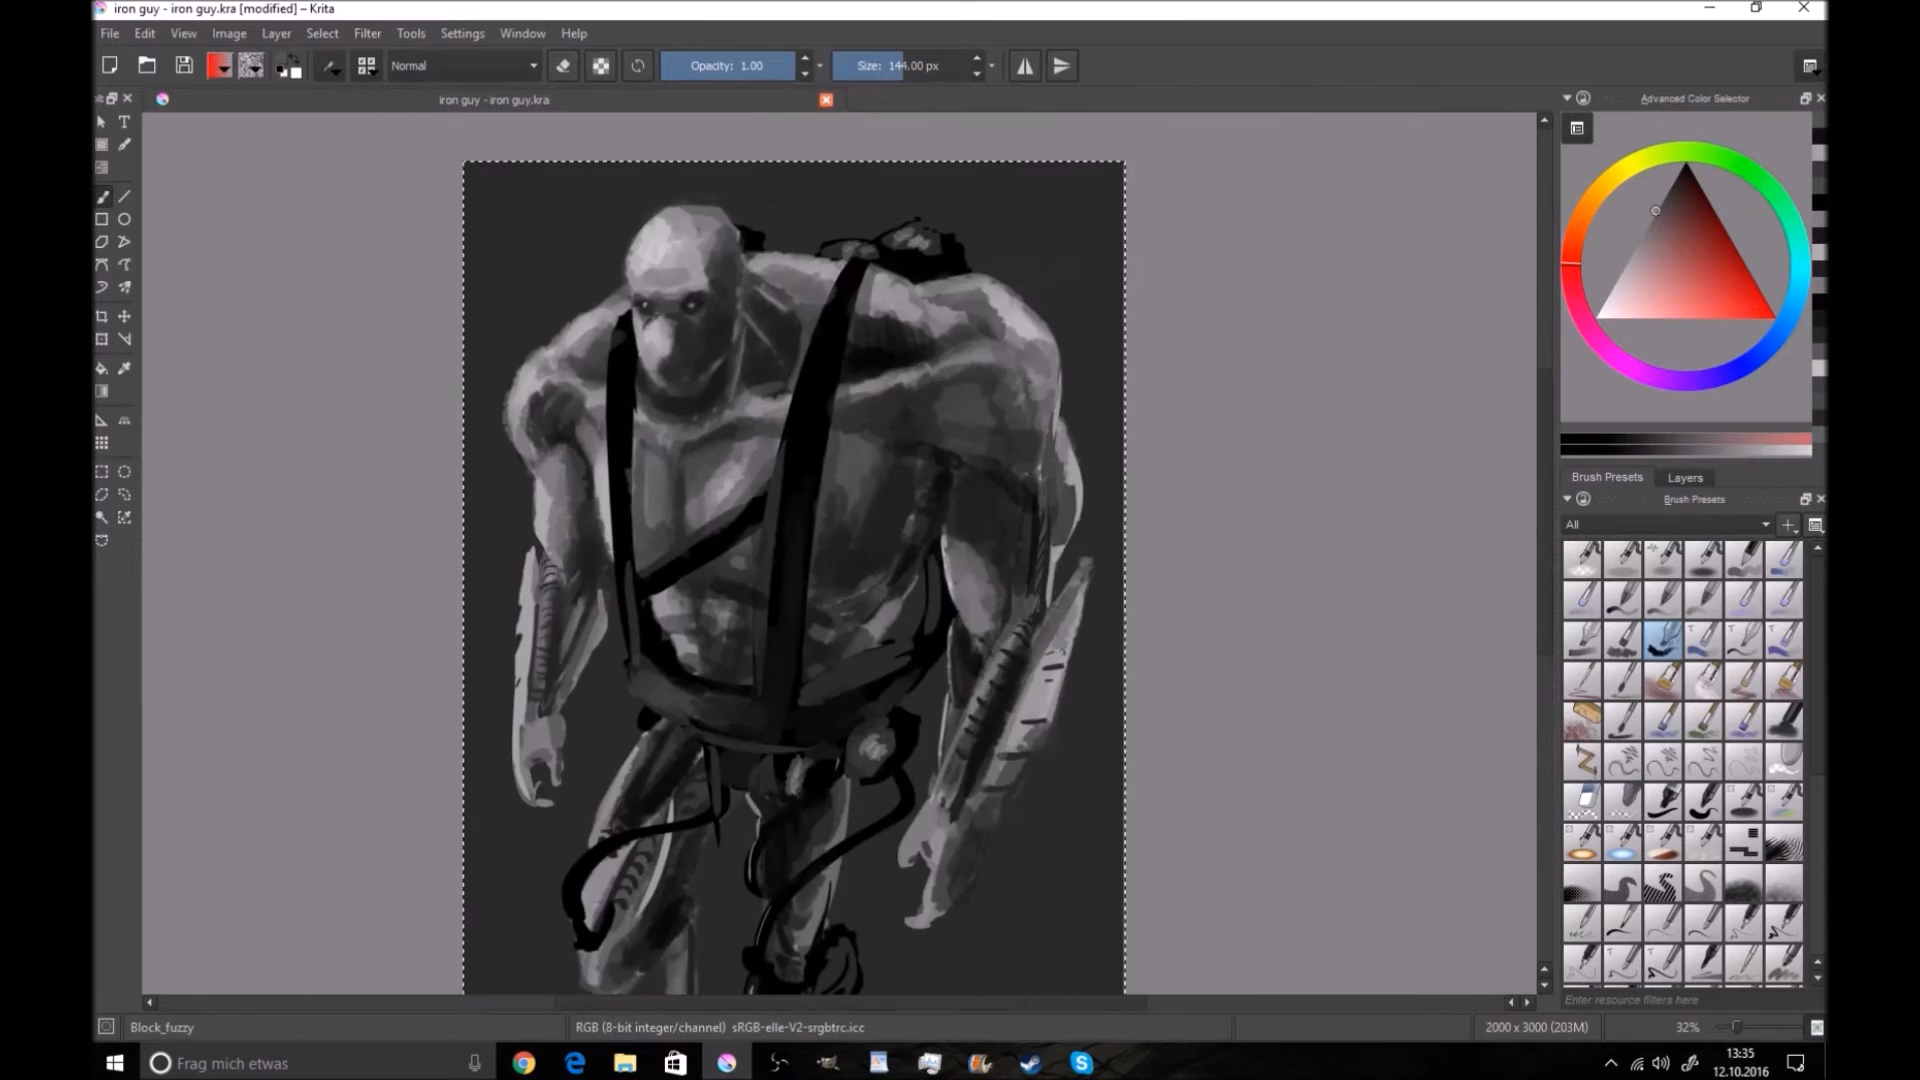 iron guy - iron guy.kra [modified] – Krita
File Edit View Image Layer Select Filter Tools Settings Window Help
Normal Opacity: 1.00 Size: 144.00 px
iron guy - iron guy.kra
Advanced Color Selector
Brush Presets Layers
Brush Presets
All
Enter resource filters here
Block_fuzzy RGB (8-bit integer/channel) sRGB-elle-V2-srgbtrc.icc 2000 x 3000 (203M) 32%
Frag mich etwas
13:35
12.10.2016